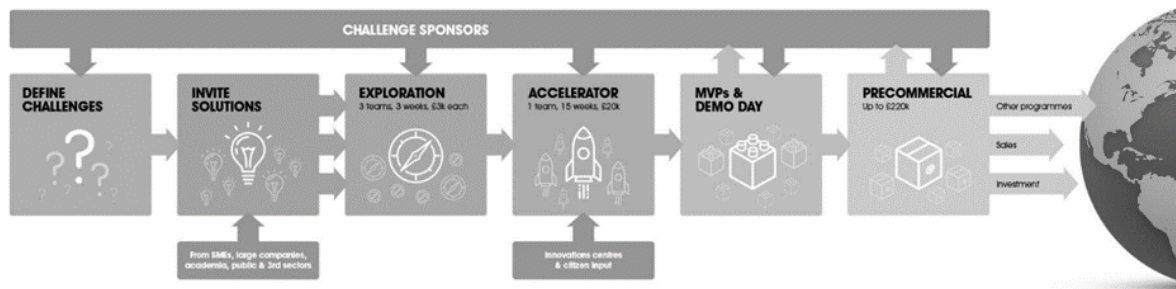 CHALLENGE SPONSORS
DEFINE
CHALLENGES
INVITE
SOLUTIONS
EXPLORATION
3 teams, 3 weeks, £3k each
ACCELERATOR
1 team, 15 weeks, £20k
MVPs &
DEMO DAY
PRECOMMERCIAL
Up to £220k
Other programmes
Sales
Investment
From SMEs, large companies,
academia, public & 3rd sectors
Innovations centres
& citizen input